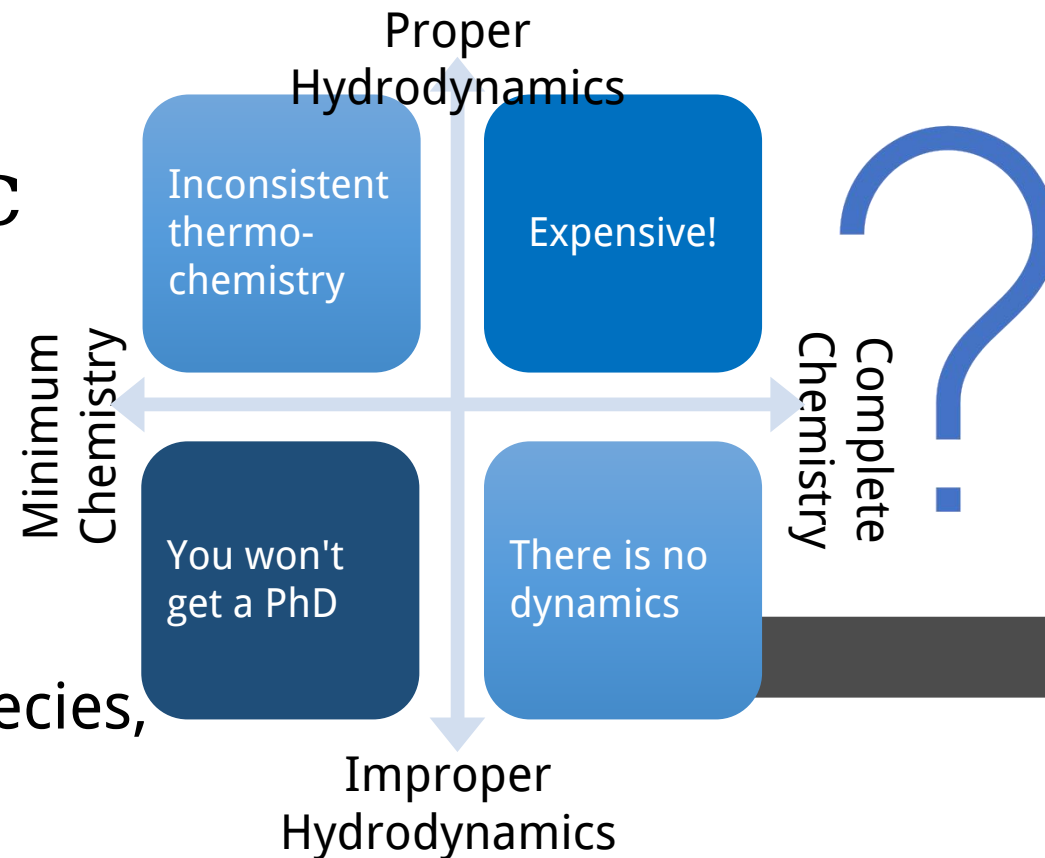 Proper
Hydrodynamics
c
Inconsistent
thermo-
chemistry
Expensive!
Minimum
Chemistry
Complete
Chemistry
?
You won't
get a PhD
There is no
dynamics
ecies,
Improper
Hydrodynamics